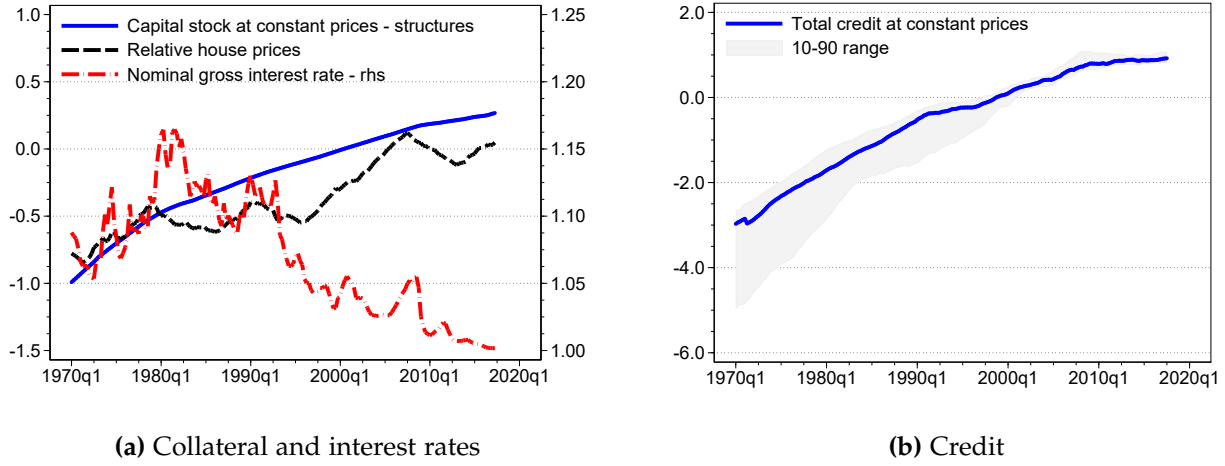 1.0
0.5
0.0
-0.5
-1.0
-1.5
1.25
1.20
1.15
1.10
1.05
1.00
Capital stock at constant prices - structures
Relative house prices
Nominal gross interest rate - rhs
1970q1 1980q1 1990q1 2000q1 2010q1 2020q1
(a) Collateral and interest rates
2.0
0.0
-2.0
-4.0
-6.0
Total credit at constant prices
10-90 range
1970q1 1980q1 1990q1 2000q1 2010q1 2020q1
(b) Credit